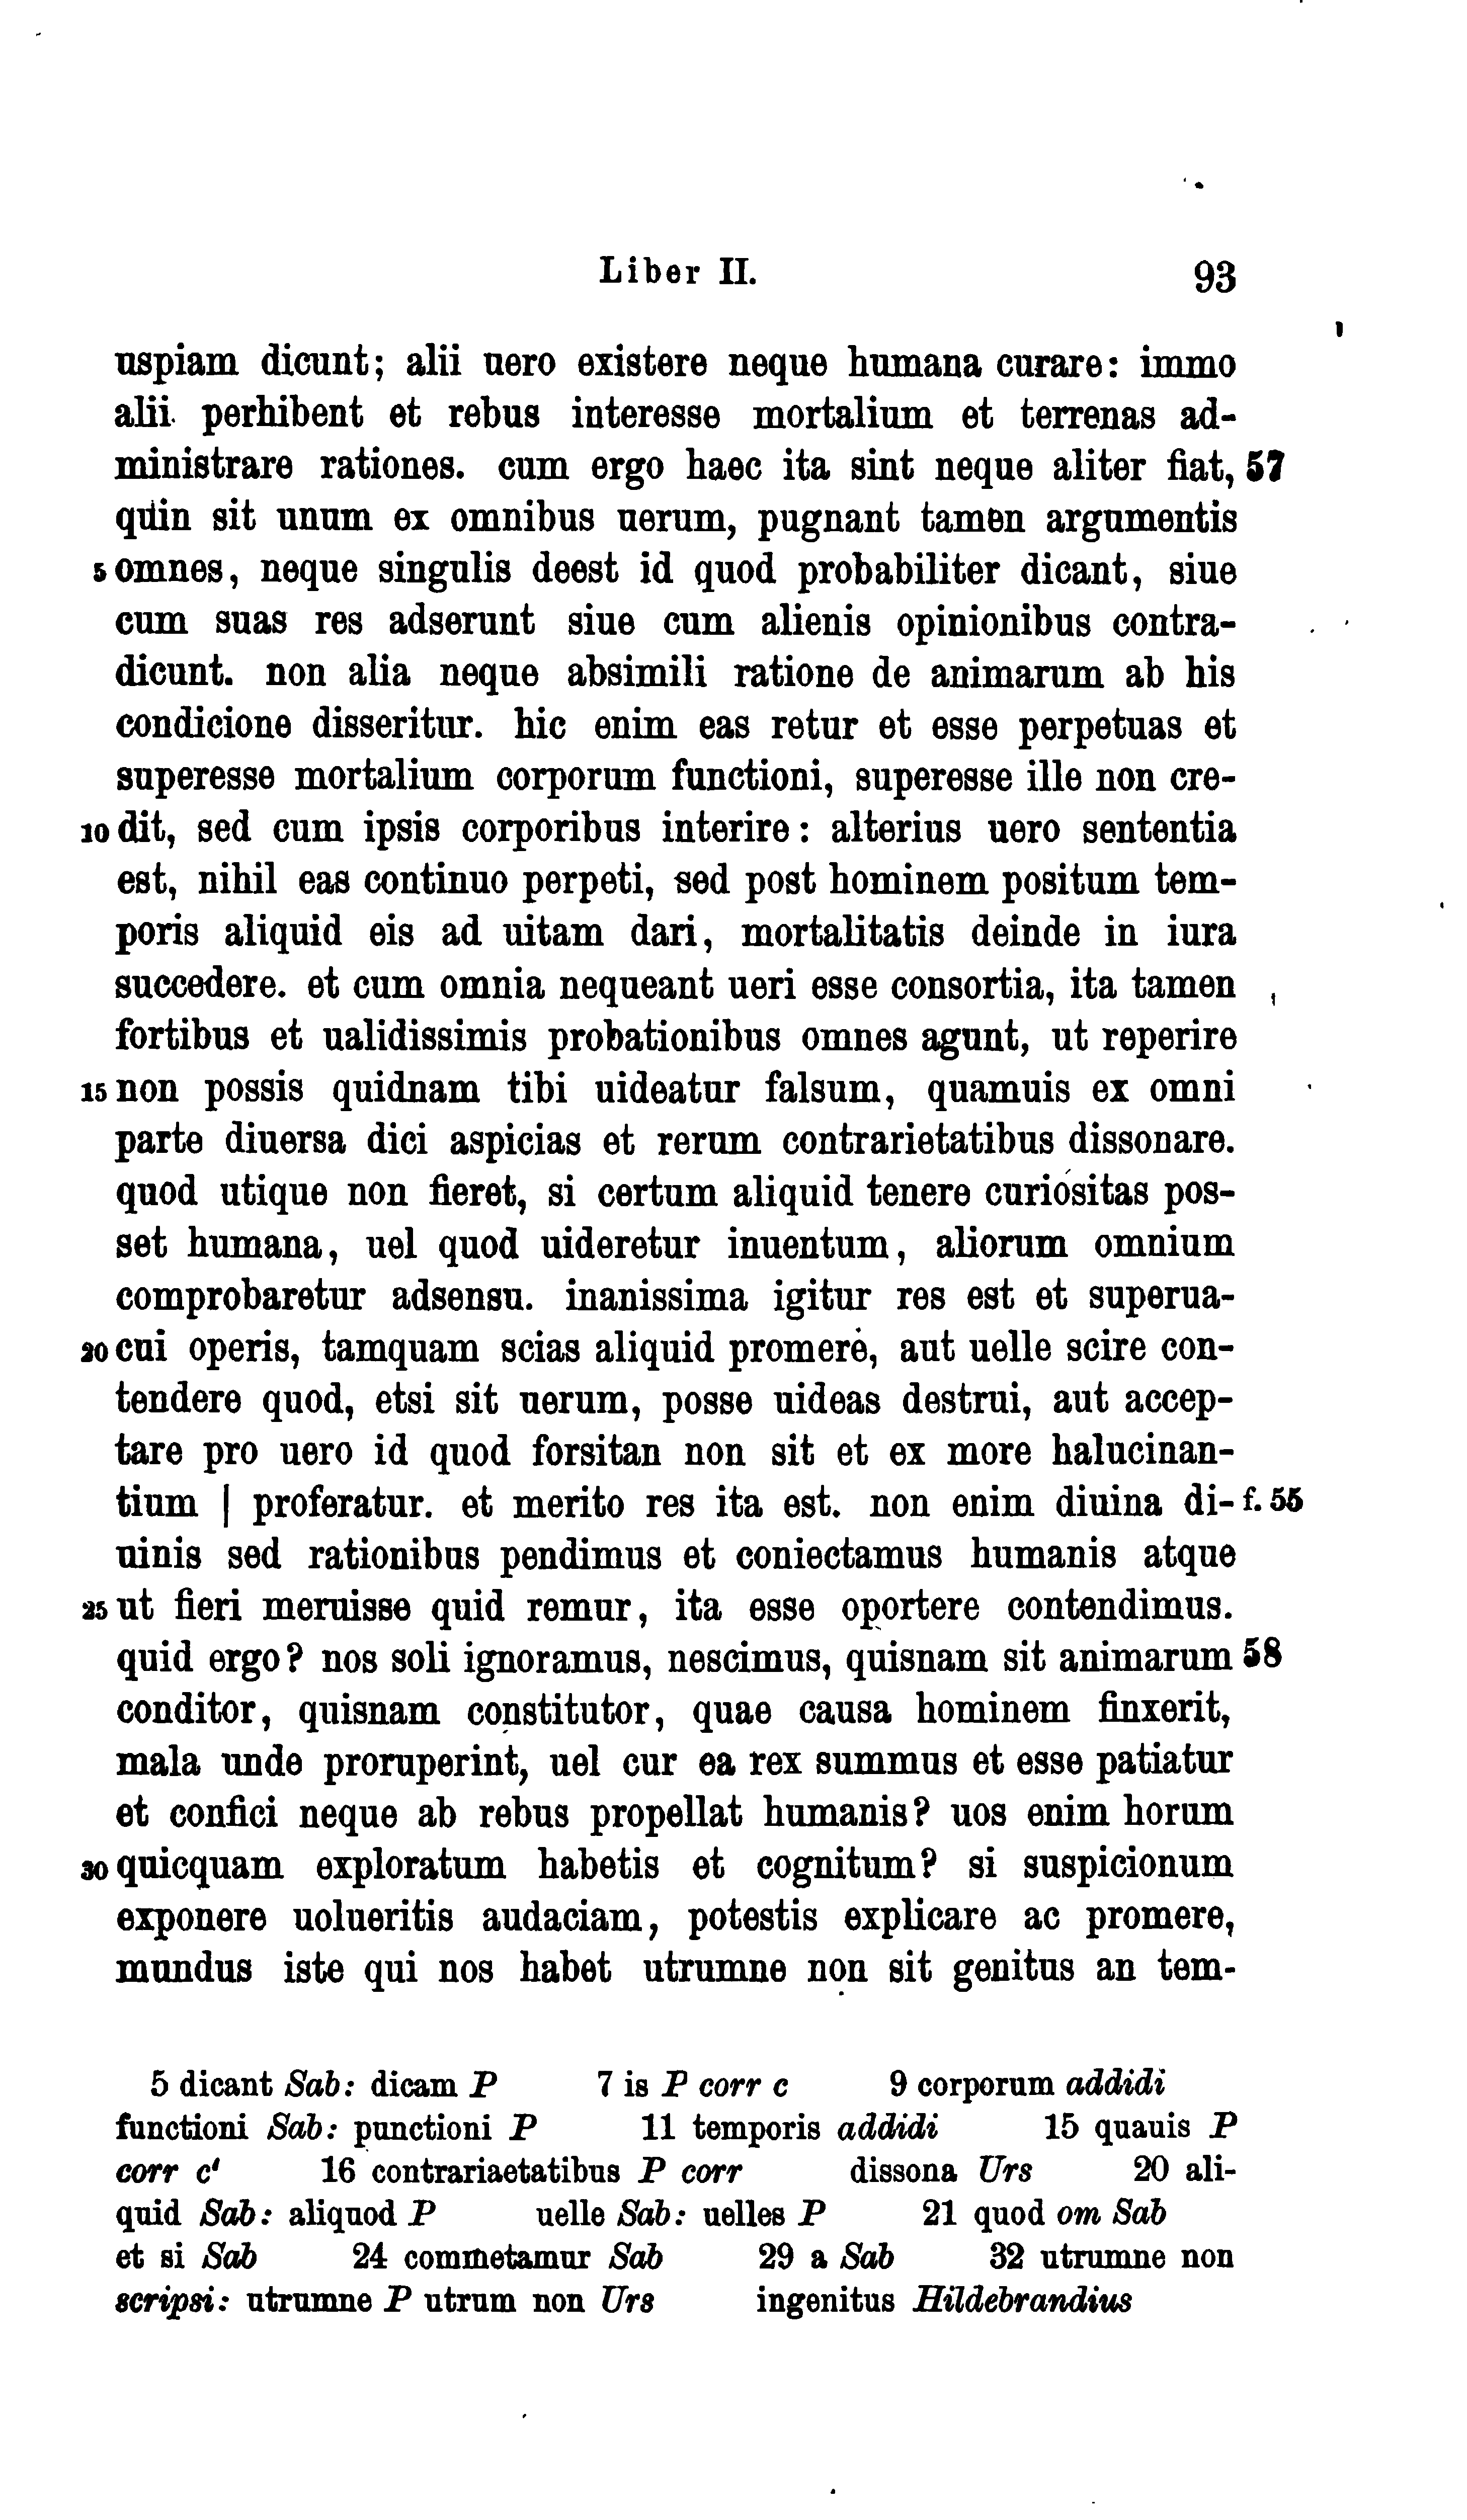 Liber II. 93
uspiam dicunt; alii uero existere neque humana curare: immo
alii perhibent et rebus interesse mortalium et terrenas ad-
ministrare rationes. cum ergo haec ita sint neque aliter fiat, 57
quin sit unum ex omnibus uerum, pugnant tamen argumentis
5 omnes, neque singulis deest id quod probabiliter dicant, siue
cum suas res adserunt siue cum alienis opinionibus contra-
dicunt. non alia neque absimili ratione de animarum ab his
condicione disseritur. hic enim eas retur et esse perpetuas et
superesse mortalium corporum functioni, superesse ille non cre-
10 dit, sed cum ipsis corporibus interire: alterius uero sententia
est, nihil eas continuo perpeti, sed post hominem positum tem-
poris aliquid eis ad uitam dari, mortalitatis deinde in iura
succedere. et cum omnia nequeant ueri esse consortia, ita tamen
fortibus et ualidissimis probationibus omnes agunt, ut reperire
15 non possis quidnam tibi uideatur falsum, quamuis ex omni
parte diuersa dici aspicias et rerum contrarietatibus dissonare.
quod utique non fieret, si certum aliquid tenere curiositas pos-
set humana, uel quod uideretur inuentum, aliorum omnium
comprobaretur adsensu. inanissima igitur res est et superua-
20 cui operis, tamquam scias aliquid promere, aut uelle scire con-
tendere quod, etsi sit uerum, posse uideas destrui, aut accep-
tare pro uero id quod forsitan non sit et ex more halucinan-
tium | proferatur. et merito res ita est. non enim diuina di- f. 55
uinis sed rationibus pendimus et coniectamus humanis atque
25 ut fieri meruisse quid remur, ita esse oportere contendimus.
quid ergo? nos soli ignoramus, nescimus, quisnam sit animarum 58
conditor, quisnam constitutor, quae causa hominem finxerit,
mala unde proruperint, uel cur ea rex summus et esse patiatur
et confici neque ab rebus propellat humanis? uos enim horum
30 quicquam exploratum habetis et cognitum? si suspicionum
exponere uolueritis audaciam, potestis explicare ac promere,
mundus iste qui nos habet utrumne non sit genitus an tem-
5 dicant Sab: dicam P 7 is P corr c 9 corporum addidi
functioni Sab: punctioni P 11 temporis addidi 15 quauis P
corr c' 16 contrariaetatibus P corr dissona Urs 20 ali-
quid Sab: aliquod P uelle Sab: uelles P 21 quod om Sab
et si Sab 24 commetamur Sab 29 a Sab 32 utrumne non
scripsi: utrumne P utrum non Urs ingenitus Hildebrandius